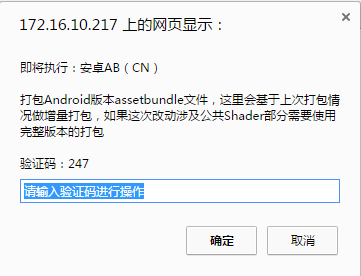 172.16.10.217 上的网页显示：
即将执行：安卓AB（CN）
打包Android版本assetbundle文件，这里会基于上次打包情
况做增量打包，如果这次改动涉及公共Shader部分需要使用
完整版本的打包
验证码：247
请输入验证码进行操作
确定
取消